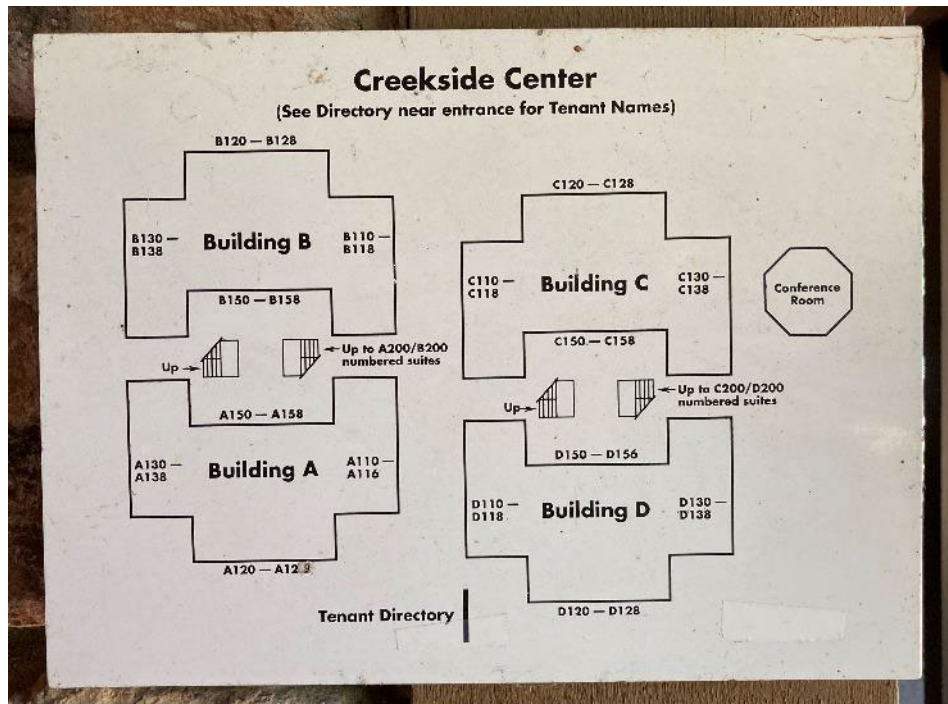 Creekside Center
(See Directory near entrance for Tenant Names)
B120 — B128
B130 —
B138
Building B
B110 —
B118
B150 — B158
Up
Up to A200/B200
numbered suites
A150 — A158
A130 —
A138
Building A
A110 —
A116
A120 — A12
C120 — C128
C110 —
C118
Building C
C130 —
C138
C150 — C158
Conference
Room
Up
Up to C200/D200
numbered suites
D150 — D156
D110 —
D118
Building D
D130 —
D138
D120 — D128
Tenant Directory